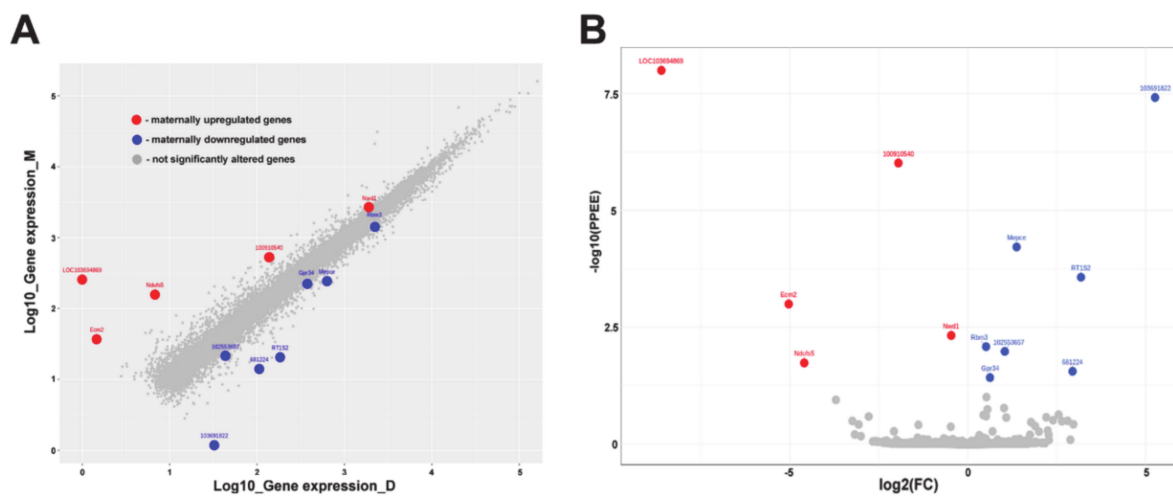 A
Log10_Gene expression_M
5
4
3
2
1
0
- maternally upregulated genes
- maternally downregulated genes
- not significantly altered genes
Nwd1
Rbm3
100910540
LOC103694869
Gpr34
Mepce
Ndufs5
Ecm2
102553657
RT1S2
681224
103691822
0
1
2
3
4
5
Log10_Gene expression_D
B
-log10(PPEE)
7.5
5
2.5
0
LOC103694869
103691822
100910540
Mepce
RT1S2
Ecm2
Nwd1
Rbm3
102553657
Ndufs5
Gpr34
681224
-5
0
5
log2(FC)